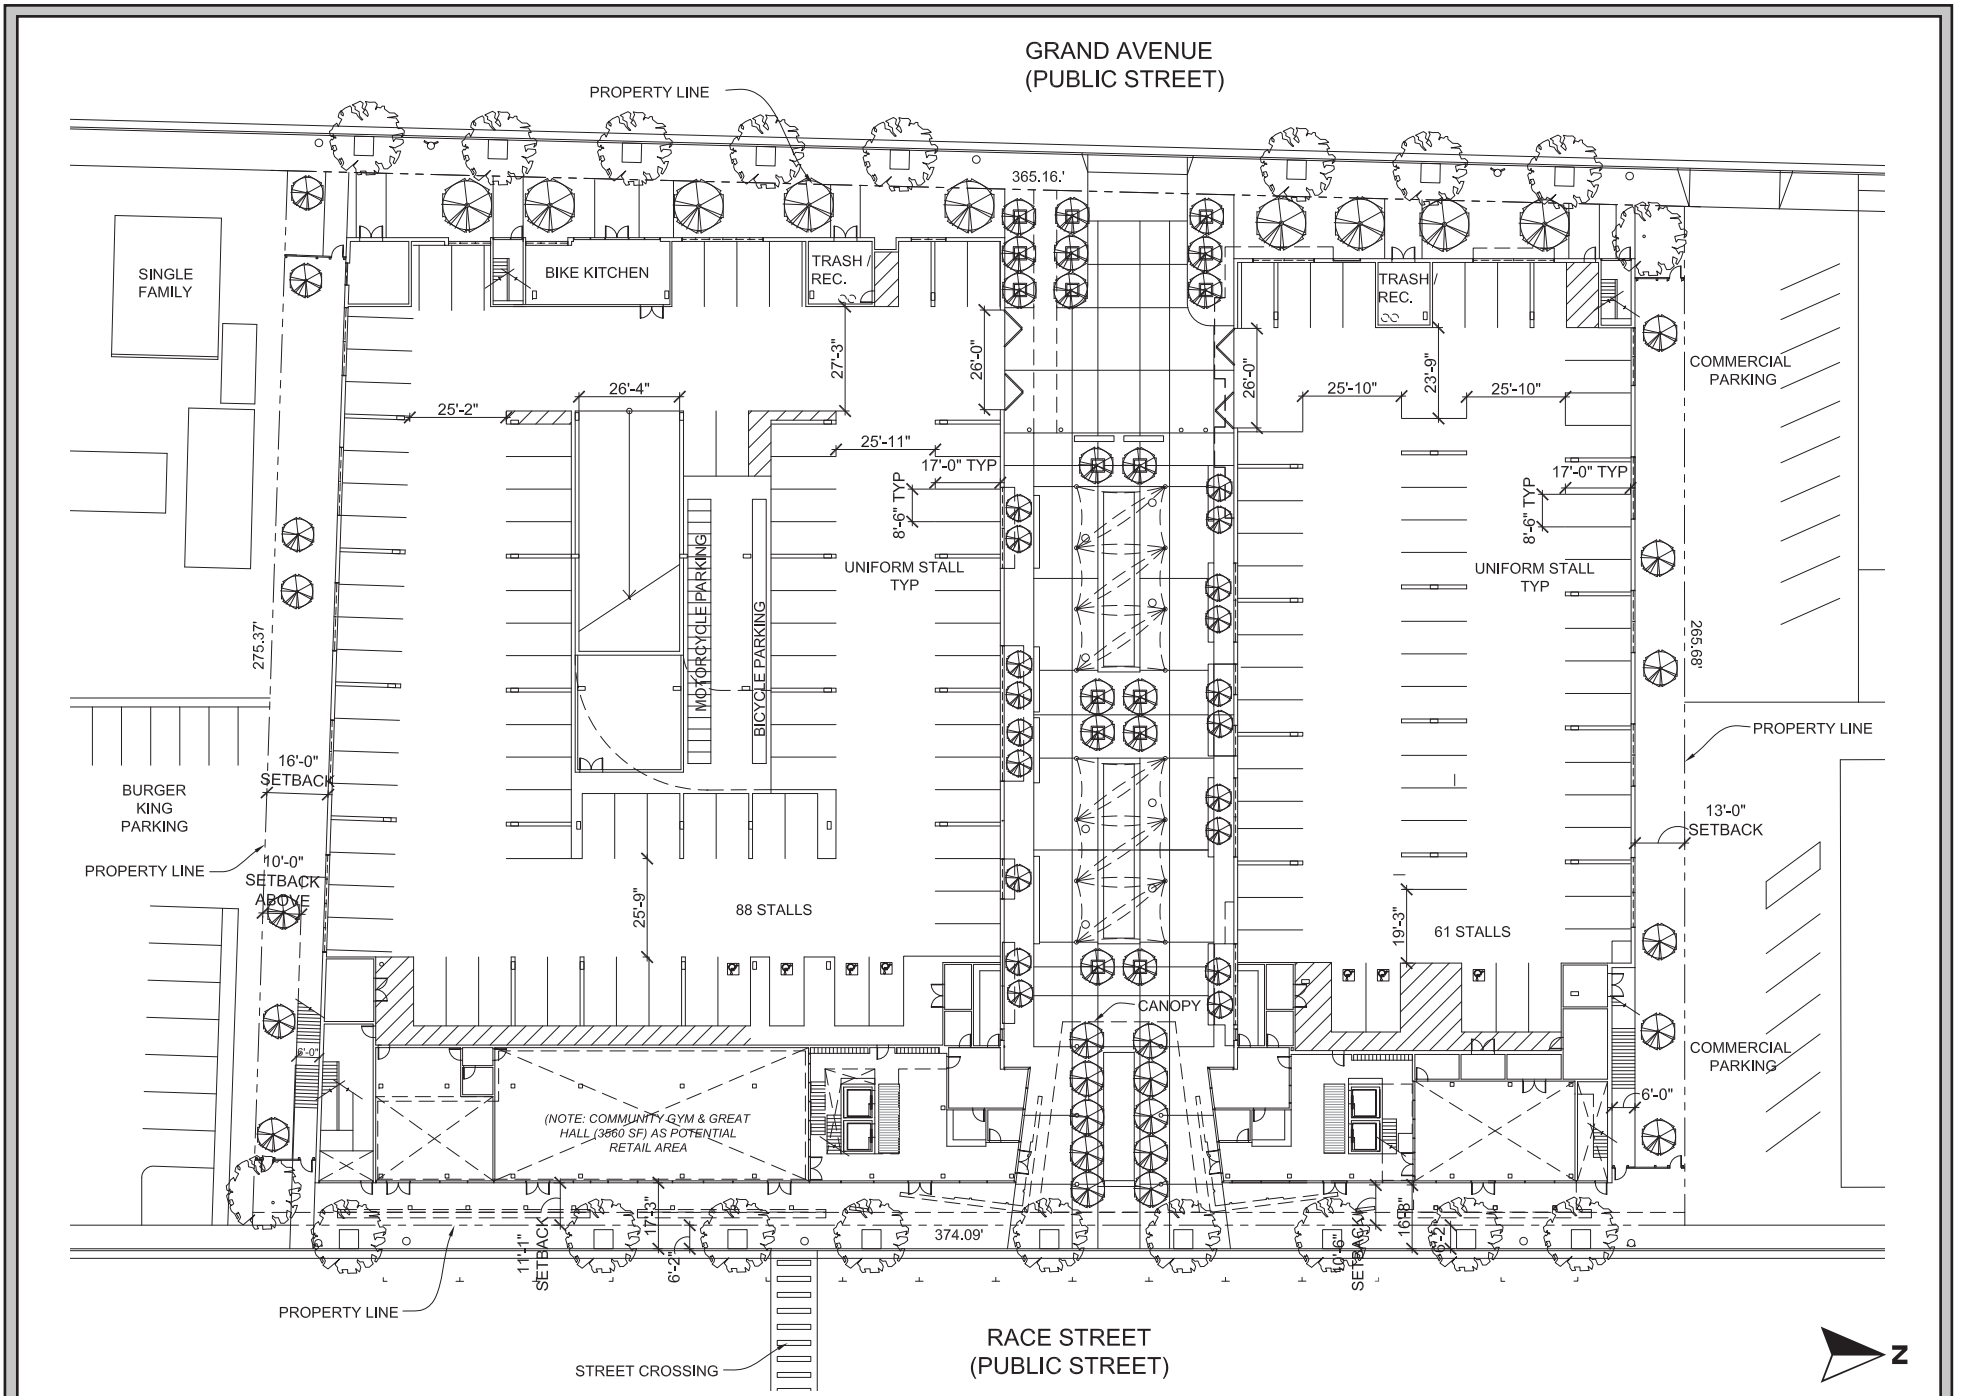 GRAND AVENUE
(PUBLIC STREET)
PROPERTY LINE
365.16.'
SINGLE
FAMILY
BIKE KITCHEN
TRASH /
REC.
TRASH /
REC.
COMMERCIAL
PARKING
27'-3"
26'-0"
26'-0"
23'-9"
26'-4"
25'-2"
25'-10"
25'-10"
25'-11"
17'-0" TYP
8'-6" TYP
17'-0" TYP
8'-6" TYP
MOTORCYCLE PARKING
BICYCLE PARKING
UNIFORM STALL
TYP
UNIFORM STALL
TYP
275.37'
265.68'
PROPERTY LINE
16'-0"
SETBACK
BURGER
KING
PARKING
13'-0"
SETBACK
PROPERTY LINE
10'-0"
SETBACK
ABOVE
25'-9"
88 STALLS
19'-3"
61 STALLS
CANOPY
6'-0"
COMMERCIAL
PARKING
6'-0"
(NOTE: COMMUNITY GYM & GREAT
HALL (3560 SF) AS POTENTIAL
RETAIL AREA
11'-1"
SETBACK
17'-3"
6'-2"
374.09'
10'-6"
SETBACK
16'-8"
6'-2"
PROPERTY LINE
STREET CROSSING
RACE STREET
(PUBLIC STREET)
Z